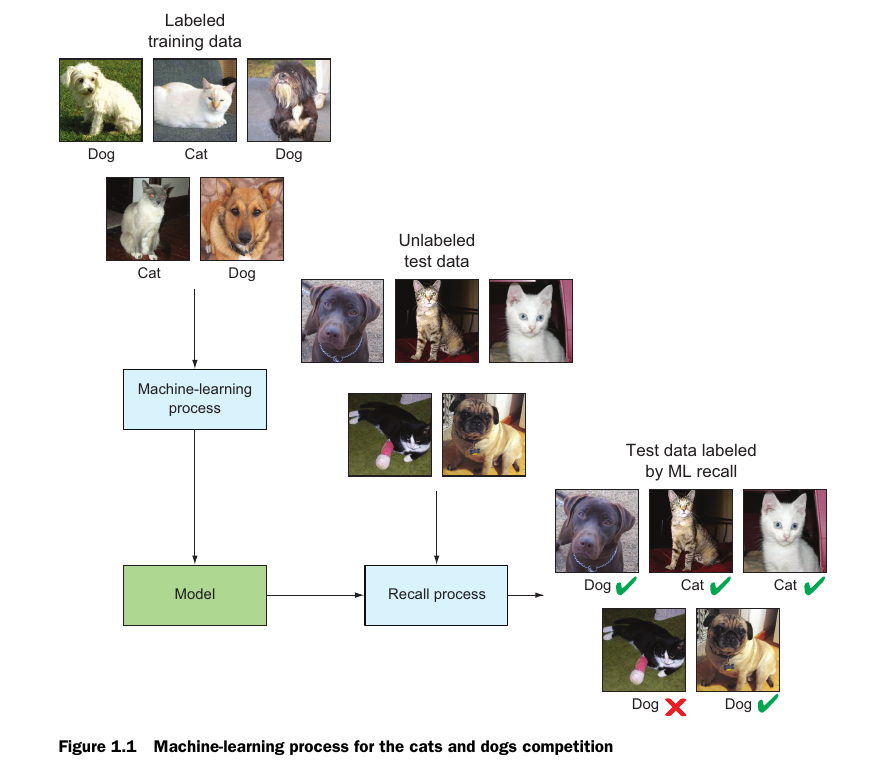 Labeled
training data
Dog
Cat
Dog
Cat
Dog
Unlabeled
test data
Machine-learning
process
Test data labeled
by ML recall
Model
Recall process
Dog
Cat
Cat
Dog
Dog
Figure 1.1 Machine-learning process for the cats and dogs competition